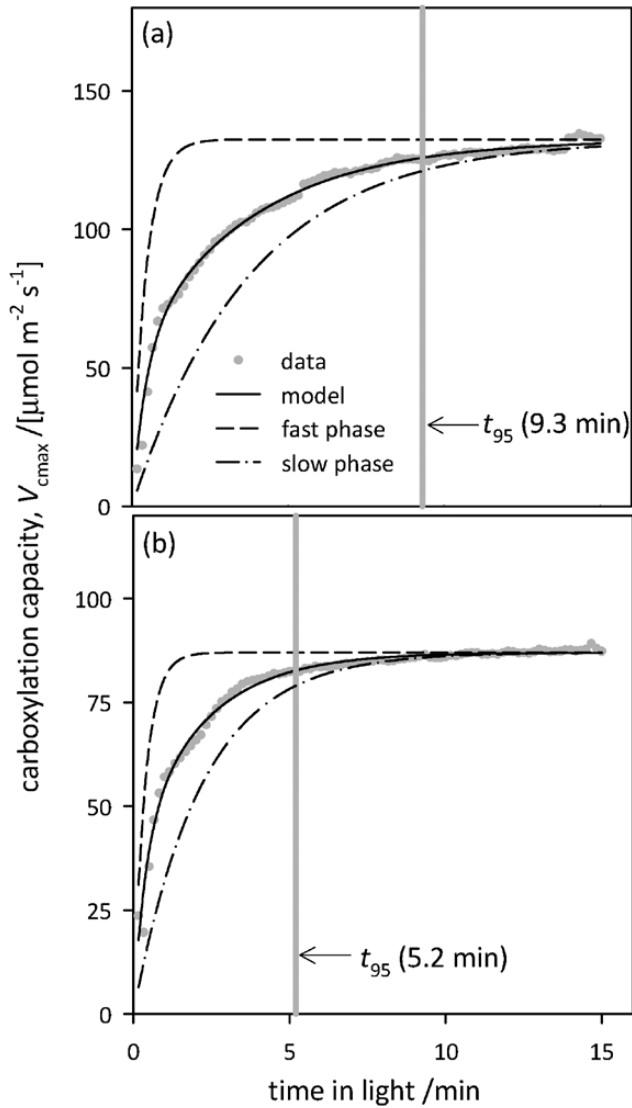 (a)
150
100
50
0
data
model
fast phase
slow phase
t95 (9.3 min)
(b)
100
75
50
25
0
t95 (5.2 min)
0 5 10 15
time in light /min
carboxylation capacity, Vcmax /[µmol m⁻² s⁻¹]